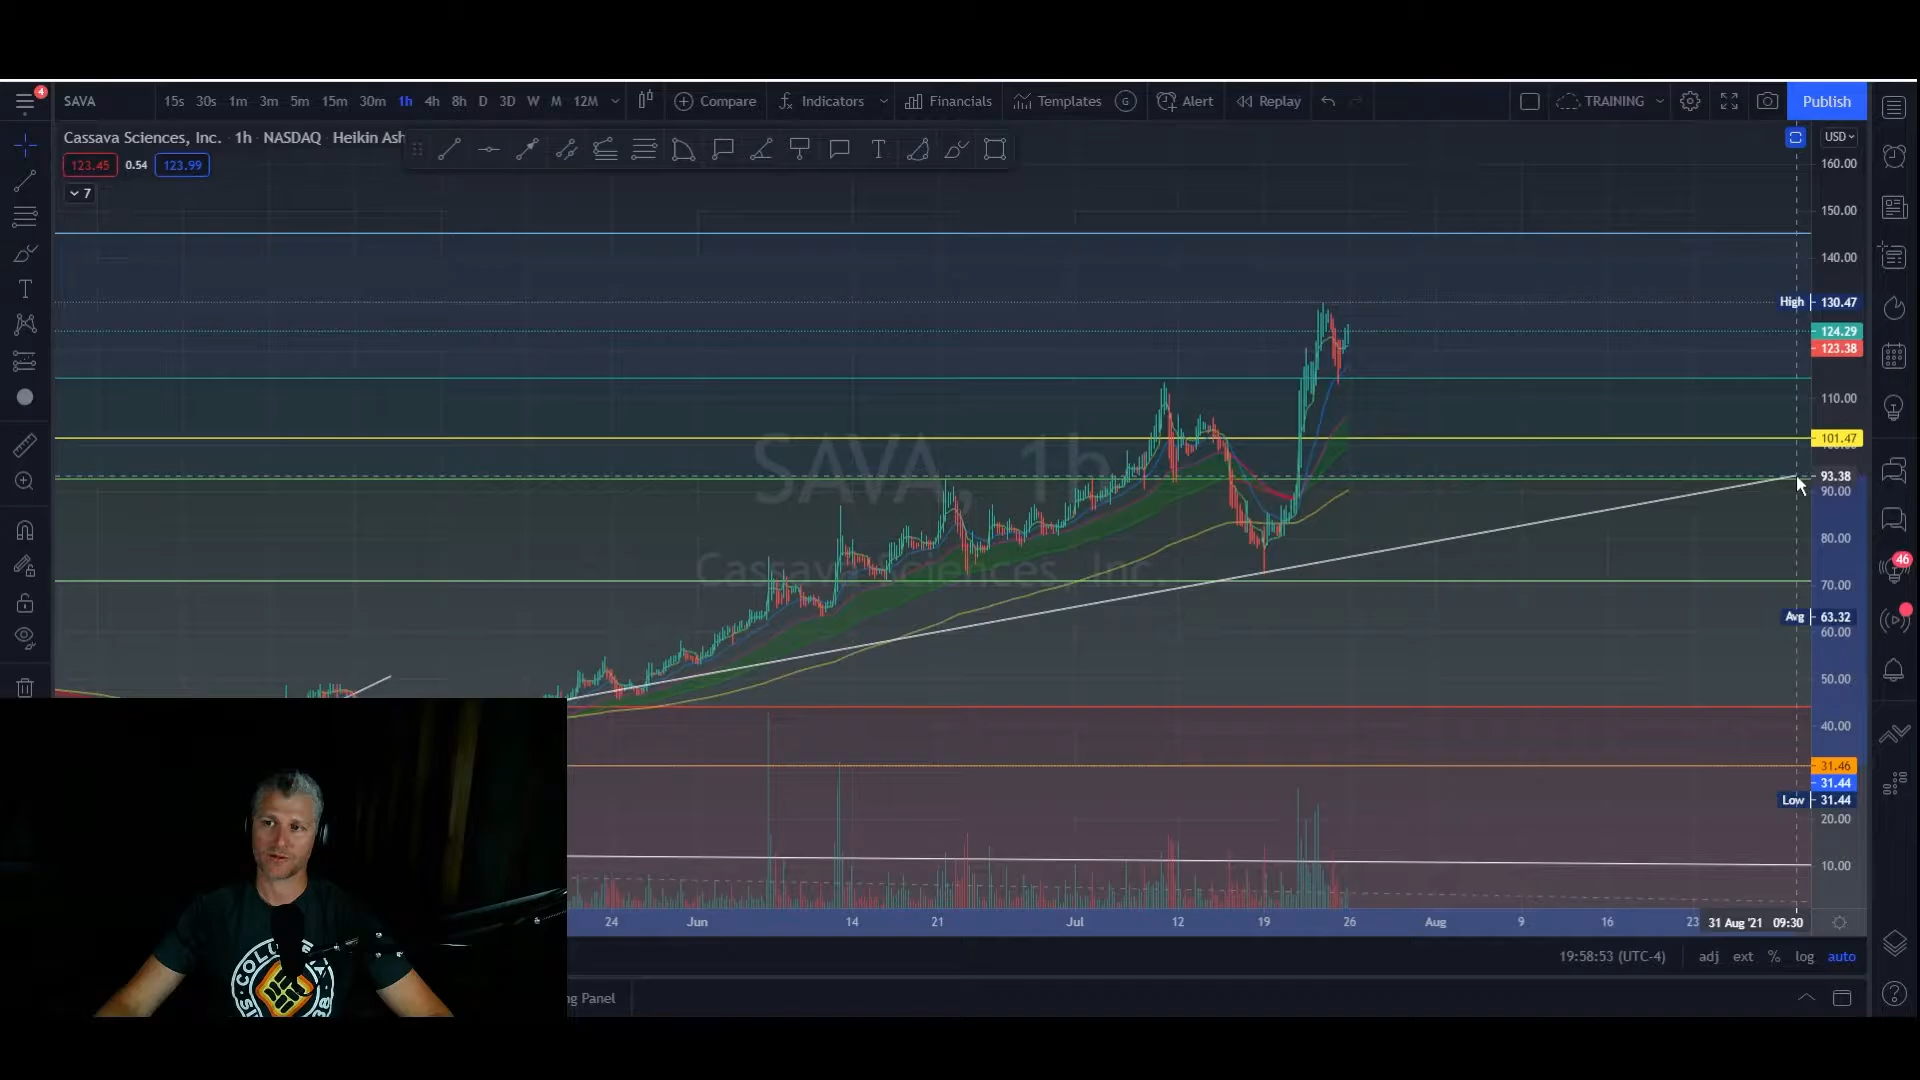 4
SAVA 15s 30s 1m 3m 5m 15m 30m 1h 4h 8h D 3D W M 12M Compare Indicators Financials Templates G Alert Replay TRAINING Publish
Cassava Sciences, Inc. 1h NASDAQ Heikin Ash
USD
123.45 0.54 123.99
7
160.00
150.00
140.00
High 130.47
124.29
123.38
110.00
101.47
93.38
90.00
80.00
70.00
Avg 63.32
60.00
50.00
40.00
31.46
31.44
Low 31.44
20.00
10.00
SAVA, 1h
Cassava Sciences, Inc.
46
24 Jun 14 21 Jul 12 19 26 Aug 9 16 23 31 Aug '21 09:30
19:58:53 (UTC-4) adj ext % log auto
ng Panel